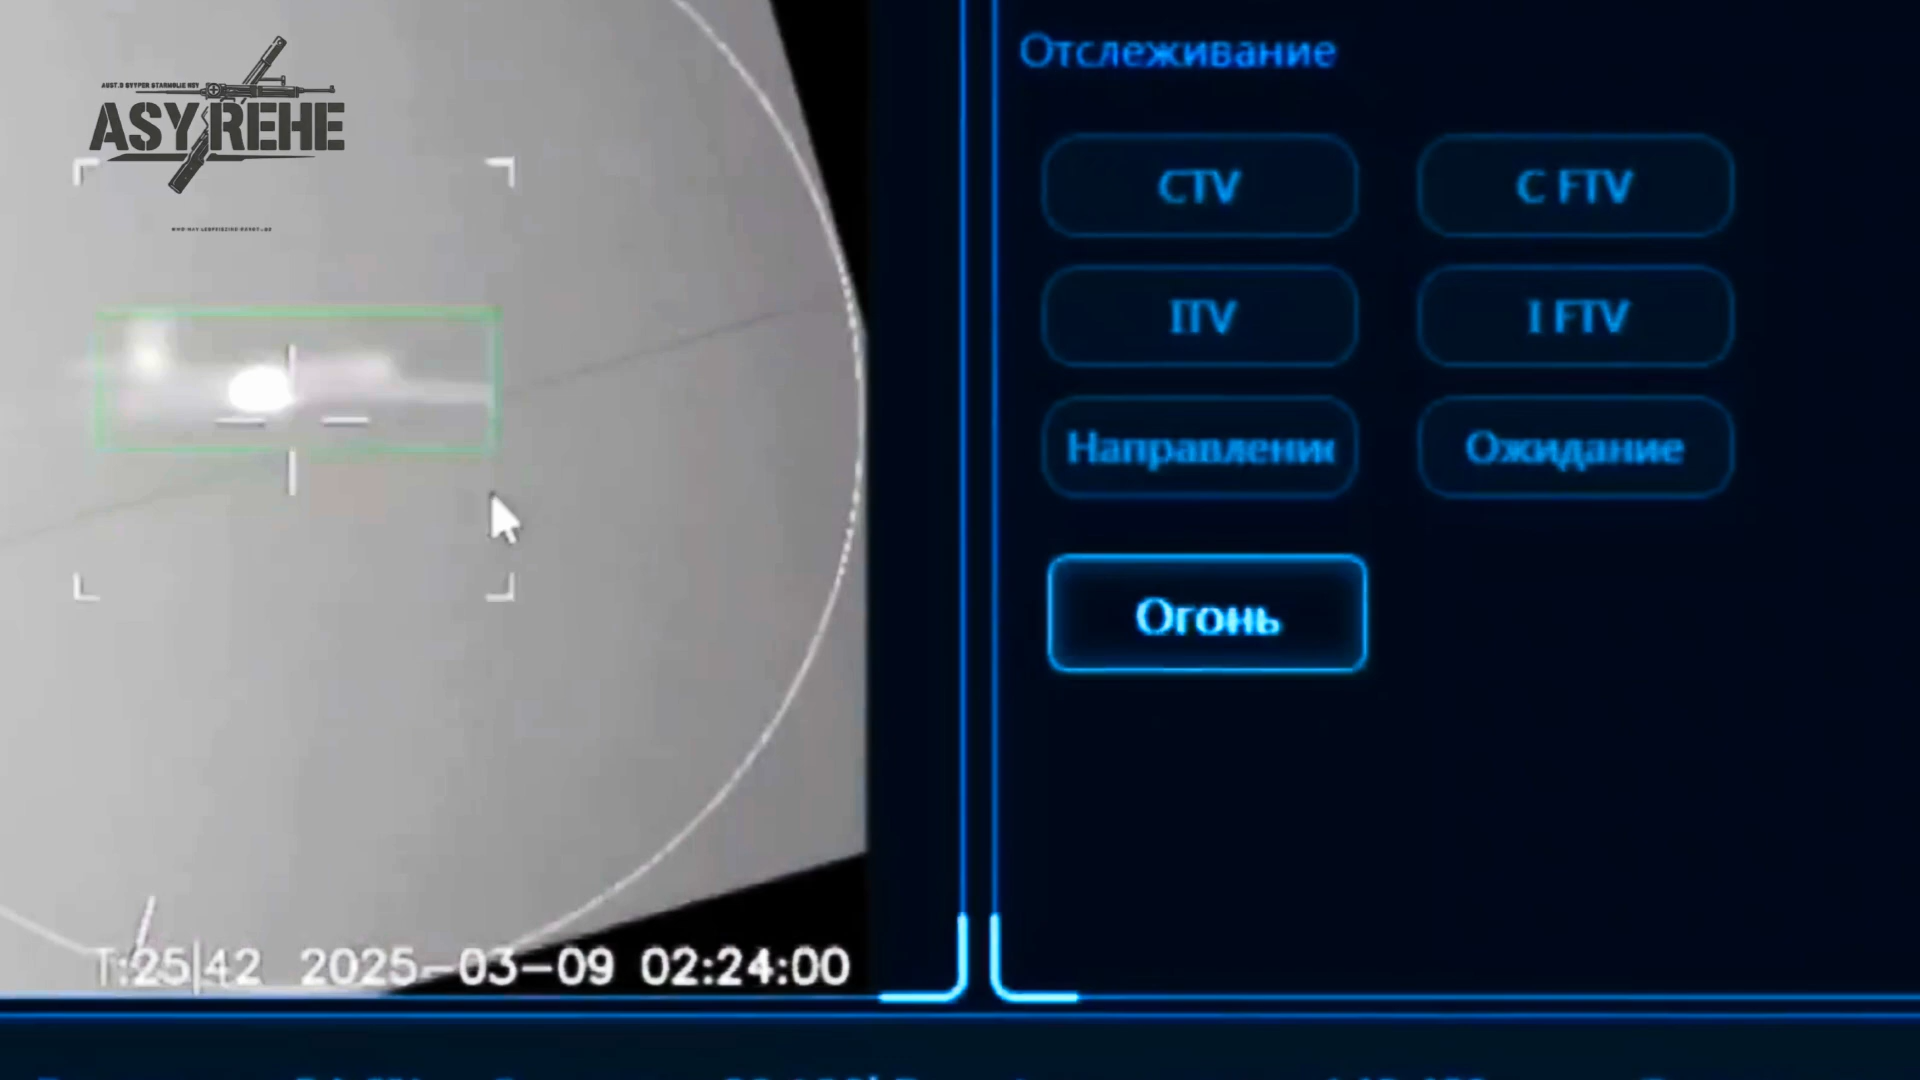 ASYREHE
Отслеживание
CTV
C FTV
ITV
I FTV
Направлени
Ожидание
Огонь
T:25|42 2025-03-09 02:24:00